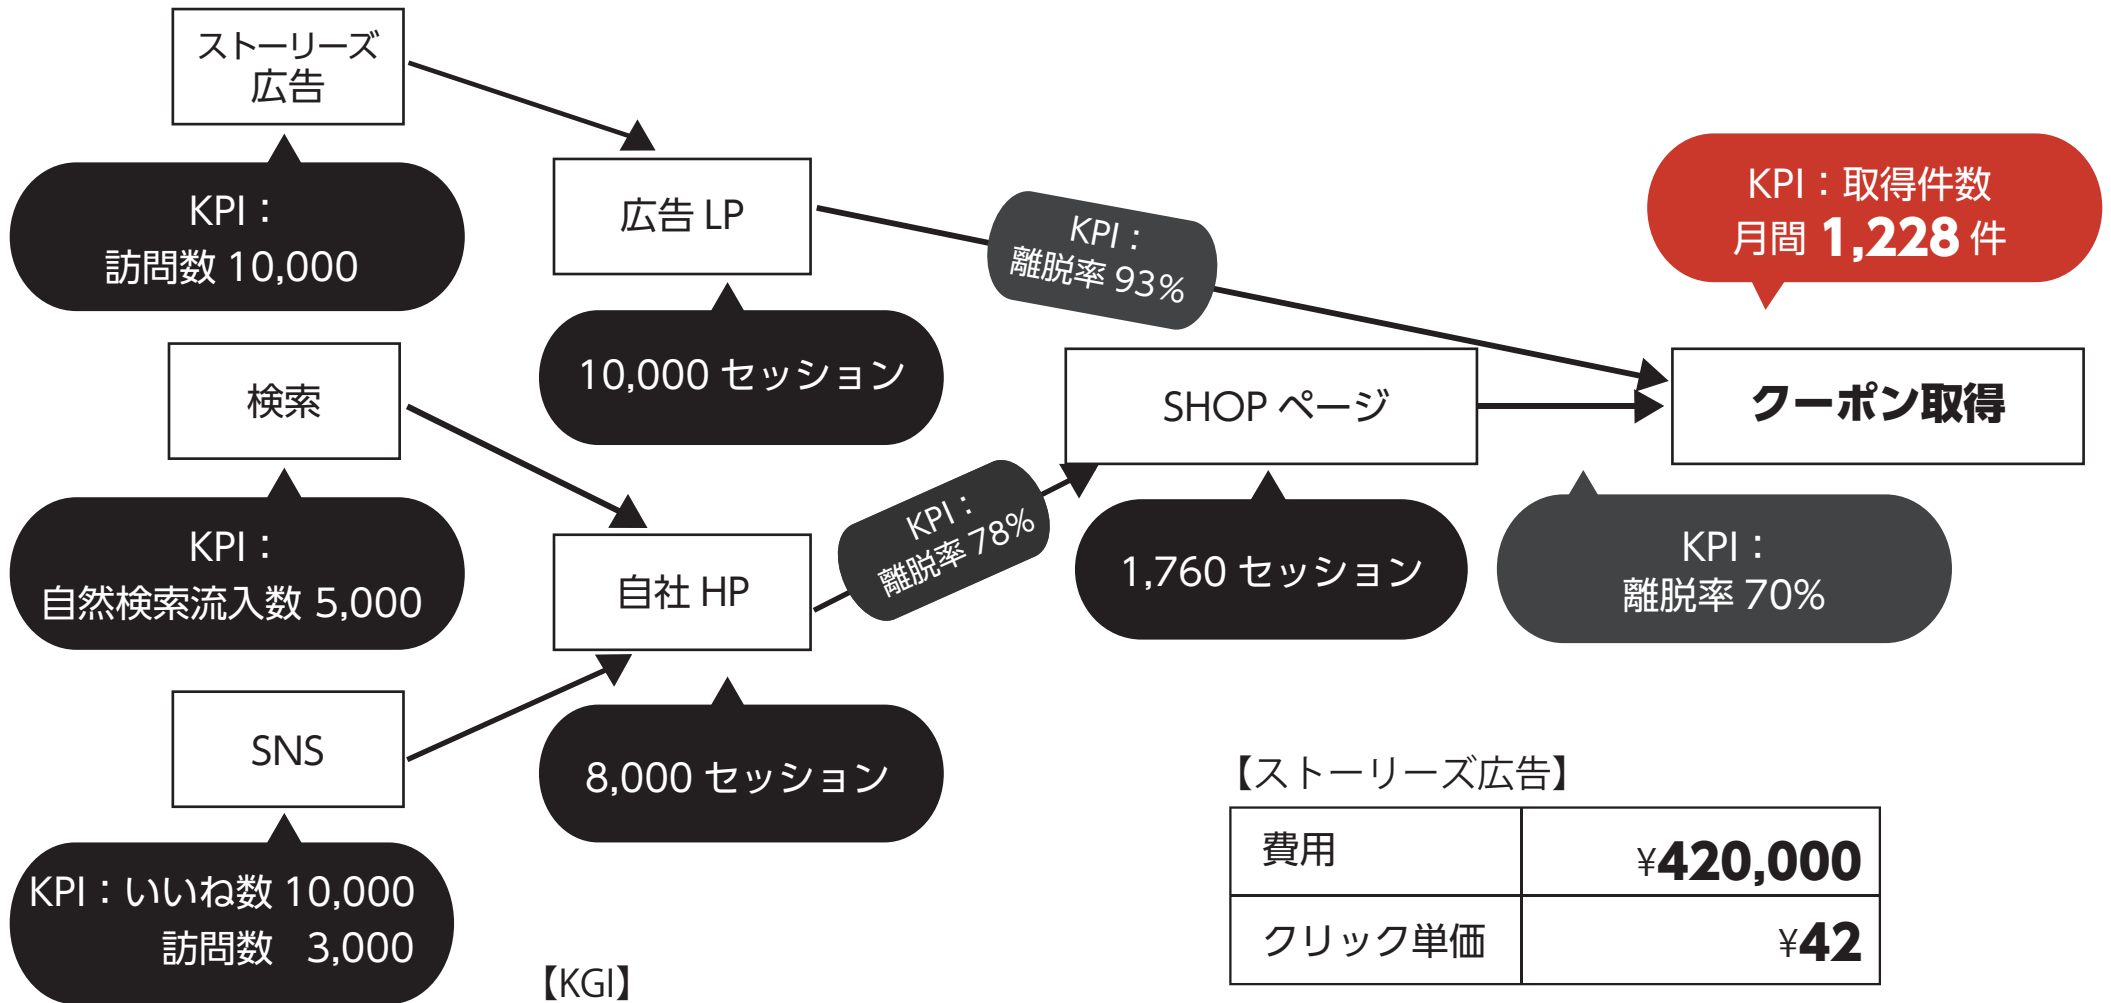 ストーリーズ
広告
KPI：
訪問数 10,000
広告 LP
10,000 セッション
KPI：
離脱率 93%
KPI：取得件数
月間 1,228 件
検索
KPI：
自然検索流入数 5,000
自社 HP
8,000 セッション
KPI：
離脱率 78%
SHOP ページ
1,760 セッション
クーポン取得
KPI：
離脱率 70%
SNS
KPI：いいね数 10,000
訪問数 3,000
【KGI】
【ストーリーズ広告】
費用 ¥420,000
クリック単価 ¥42